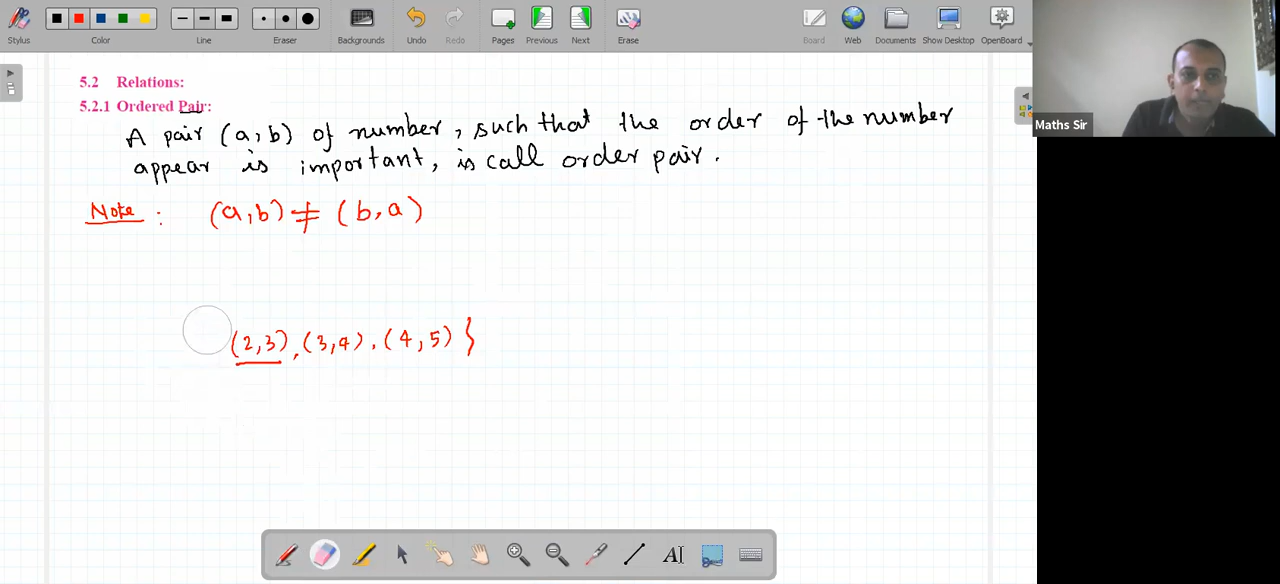 Stylus Color Line Eraser Backgrounds Undo Redo Pages Previous Next Erase Board Web Documents Show Desktop OpenBoard
Maths Sir
5.2 Relations:
5.2.1 Ordered Pair:
A pair (a,b) of number, such that the order of the number
appear is important, is call order pair.
Note : (a,b) ≠ (b,a)
(2,3), (3,4), (4,5) }